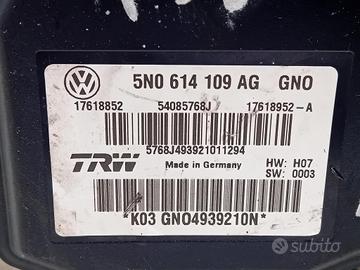 5N0 614 109 AG GNO
17618852 54085768J 17618952-A
5768J493921011294
TRW Made in Germany HW: H07
SW: 0003
*K03 GNO4939210N*
subito